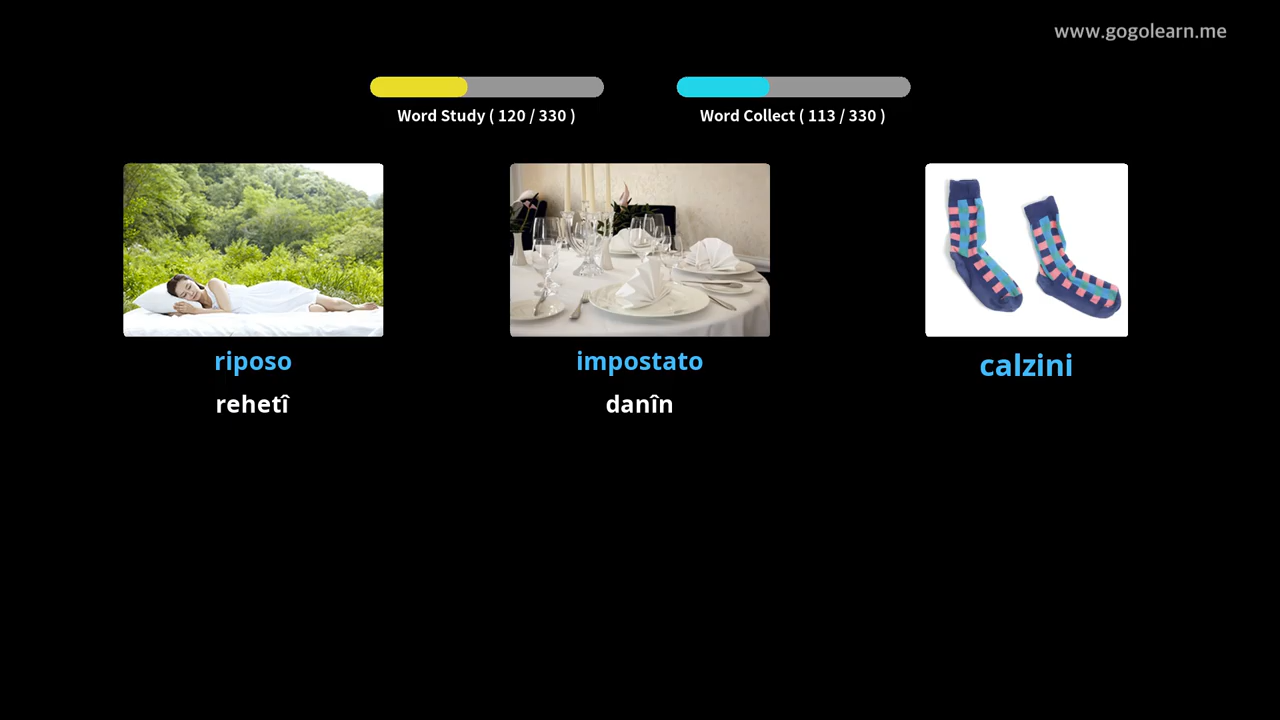 www.gogolearn.me
Word Study ( 120 / 330 )
Word Collect ( 113 / 330 )
riposo
impostato
calzini
rehetî
danîn